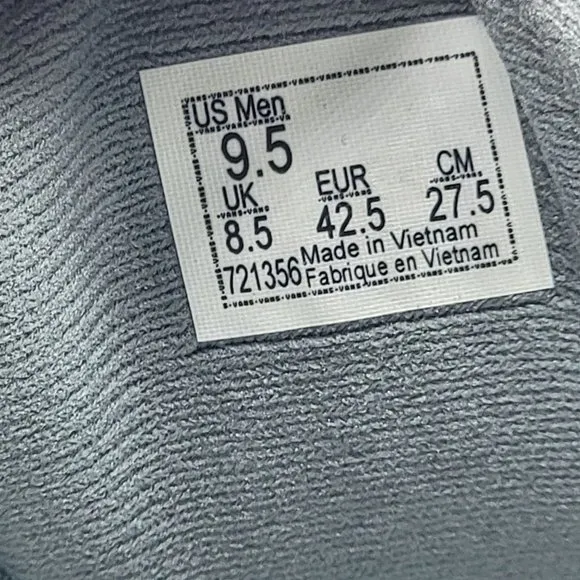 US Men
9.5
UK EUR CM
8.5 42.5 27.5
721356 Made in Vietnam
Fabrique en Vietnam